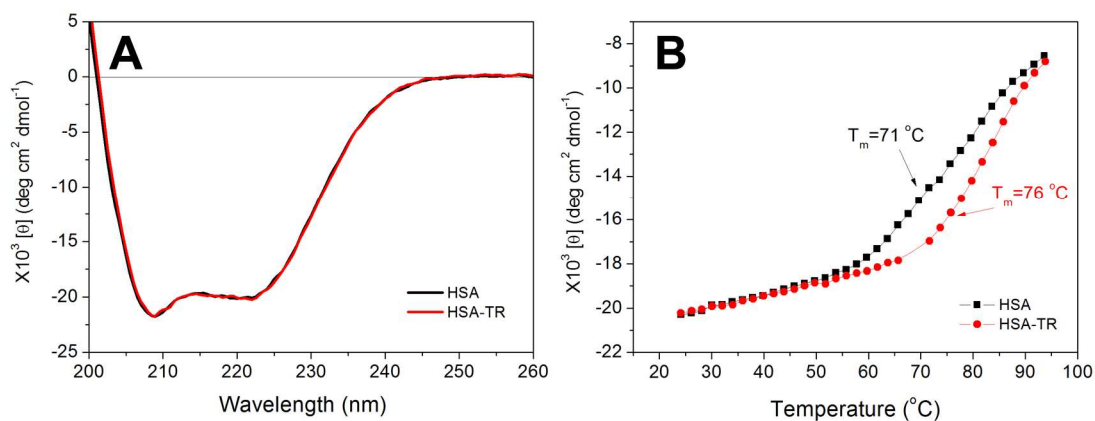 A
X10³ [θ] (deg cm² dmol⁻¹)
5
0
-5
-10
-15
-20
-25
200 210 220 230 240 250 260
Wavelength (nm)
HSA
HSA-TR
B
X10³ [θ] (deg cm² dmol⁻¹)
-8
-10
-12
-14
-16
-18
-20
-22
20 30 40 50 60 70 80 90 100
Temperature (°C)
Tₘ=71 °C
Tₘ=76 °C
HSA
HSA-TR